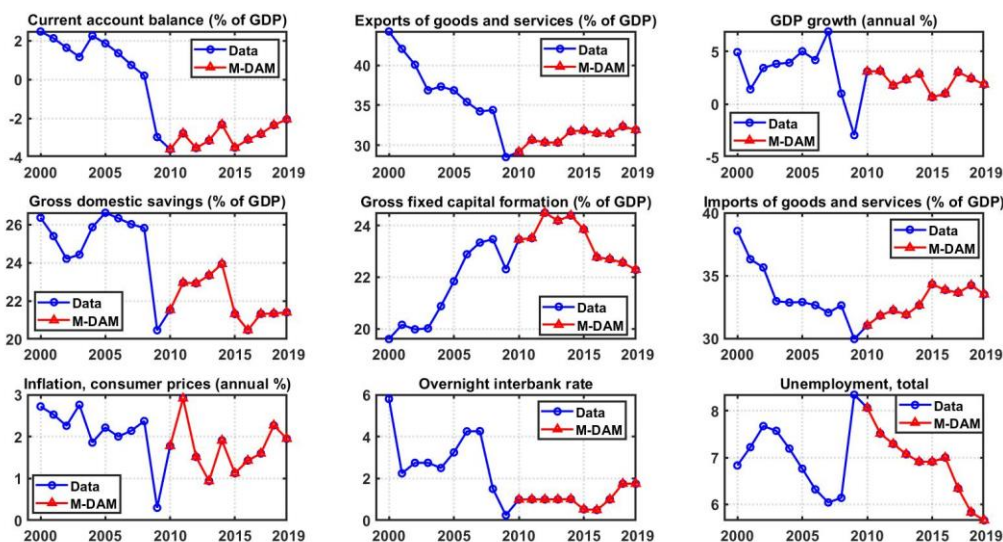 Current account balance (% of GDP)
2
0
-2
-4
2000 2005 2010 2015 2019
Data
M-DAM
Exports of goods and services (% of GDP)
40
35
30
2000 2005 2010 2015 2019
Data
M-DAM
GDP growth (annual %)
5
0
-5
2000 2005 2010 2015 2019
Data
M-DAM
Gross domestic savings (% of GDP)
26
24
22
20
2000 2005 2010 2015 2019
Data
M-DAM
Gross fixed capital formation (% of GDP)
24
22
20
2000 2005 2010 2015 2019
Data
M-DAM
Imports of goods and services (% of GDP)
40
35
30
2000 2005 2010 2015 2019
Data
M-DAM
Inflation, consumer prices (annual %)
3
2
1
0
2000 2005 2010 2015 2019
Data
M-DAM
Overnight interbank rate
6
4
2
0
2000 2005 2010 2015 2019
Data
M-DAM
Unemployment, total
8
7
6
2000 2005 2010 2015 2019
Data
M-DAM